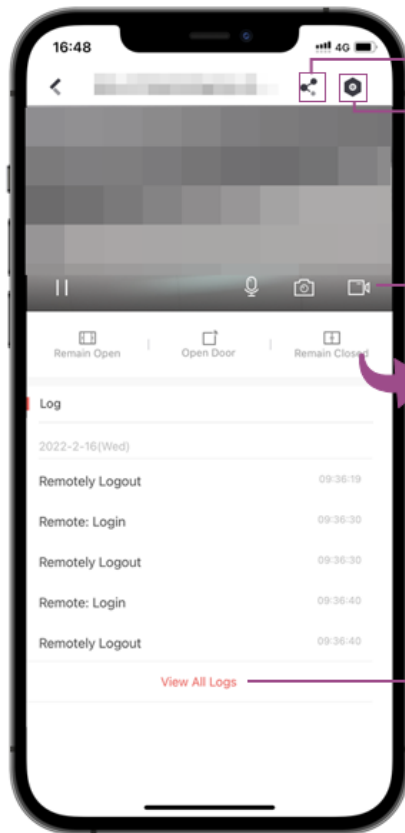 16:48 4G
Remain Open Open Door Remain Closed
Log
2022-2-16(Wed)
Remotely Logout 09:36:19
Remote: Login 09:36:30
Remotely Logout 09:36:30
Remote: Login 09:36:40
Remotely Logout 09:36:40
View All Logs